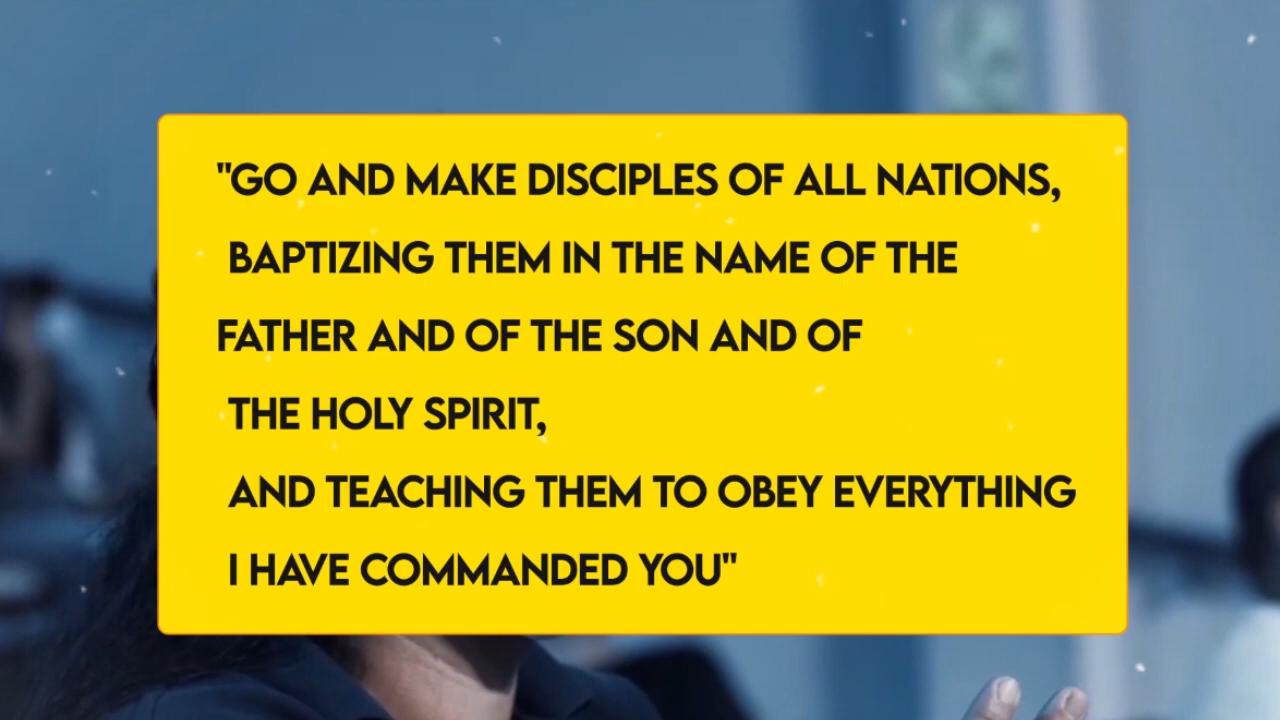 "GO AND MAKE DISCIPLES OF ALL NATIONS,
BAPTIZING THEM IN THE NAME OF THE
FATHER AND OF THE SON AND OF
THE HOLY SPIRIT,
AND TEACHING THEM TO OBEY EVERYTHING
I HAVE COMMANDED YOU"